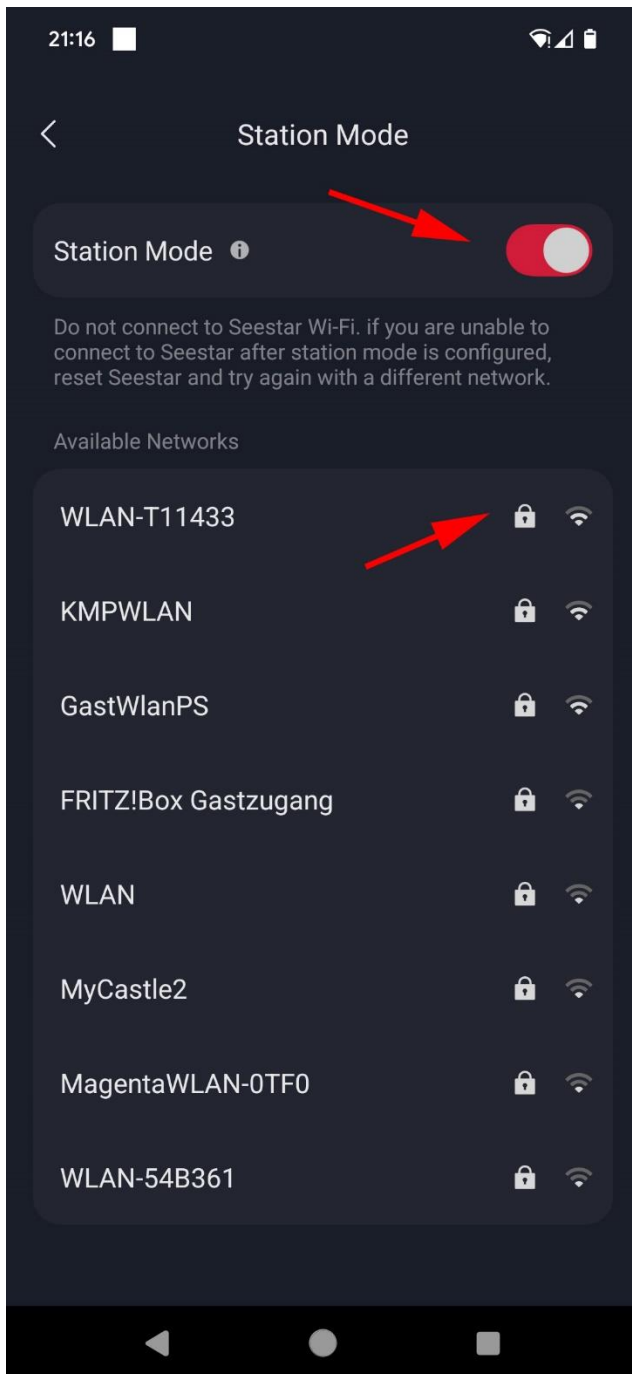 21:16
Station Mode
Station Mode
Do not connect to Seestar Wi-Fi. if you are unable to
connect to Seestar after station mode is configured,
reset Seestar and try again with a different network.
Available Networks
WLAN-T11433
KMPWLAN
GastWlanPS
FRITZ!Box Gastzugang
WLAN
MyCastle2
MagentaWLAN-0TF0
WLAN-54B361